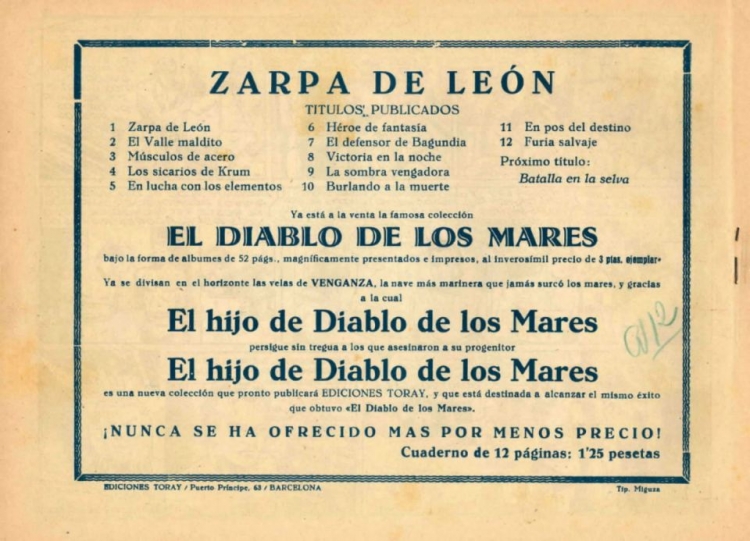 ZARPA DE LEÓN
TITULOS PUBLICADOS
1 Zarpa de León
2 El Valle maldito
3 Músculos de acero
4 Los sicarios de Krum
5 En lucha con los elementos
6 Héroe de fantasía
7 El defensor de Bagundia
8 Victoria en la noche
9 La sombra vengadora
10 Burlando a la muerte
11 En pos del destino
12 Furia salvaje
Próximo título:
Batalla en la selva
Ya está a la venta la famosa colección
EL DIABLO DE LOS MARES
bajo la forma de albumes de 52 págs., magníficamente presentados e impresos, al inverosímil precio de 3 ptas. ejemplar.
Ya se divisan en el horizonte las velas de VENGANZA, la nave más marinera que jamás surcó los mares, y gracias
a la cual
El hijo de Diablo de los Mares
persigue sin tregua a los que asesinaron a su progenitor
El hijo de Diablo de los Mares
es una nueva colección que pronto publicará EDICIONES TORAY, y que está destinada a alcanzar el mismo éxito
que obtuvo «El Diablo de los Mares».
¡NUNCA SE HA OFRECIDO MAS POR MENOS PRECIO!
Cuaderno de 12 páginas: 1'25 pesetas
EDICIONES TORAY / Puerto Príncipe, 63 / BARCELONA
Tip. Miguza